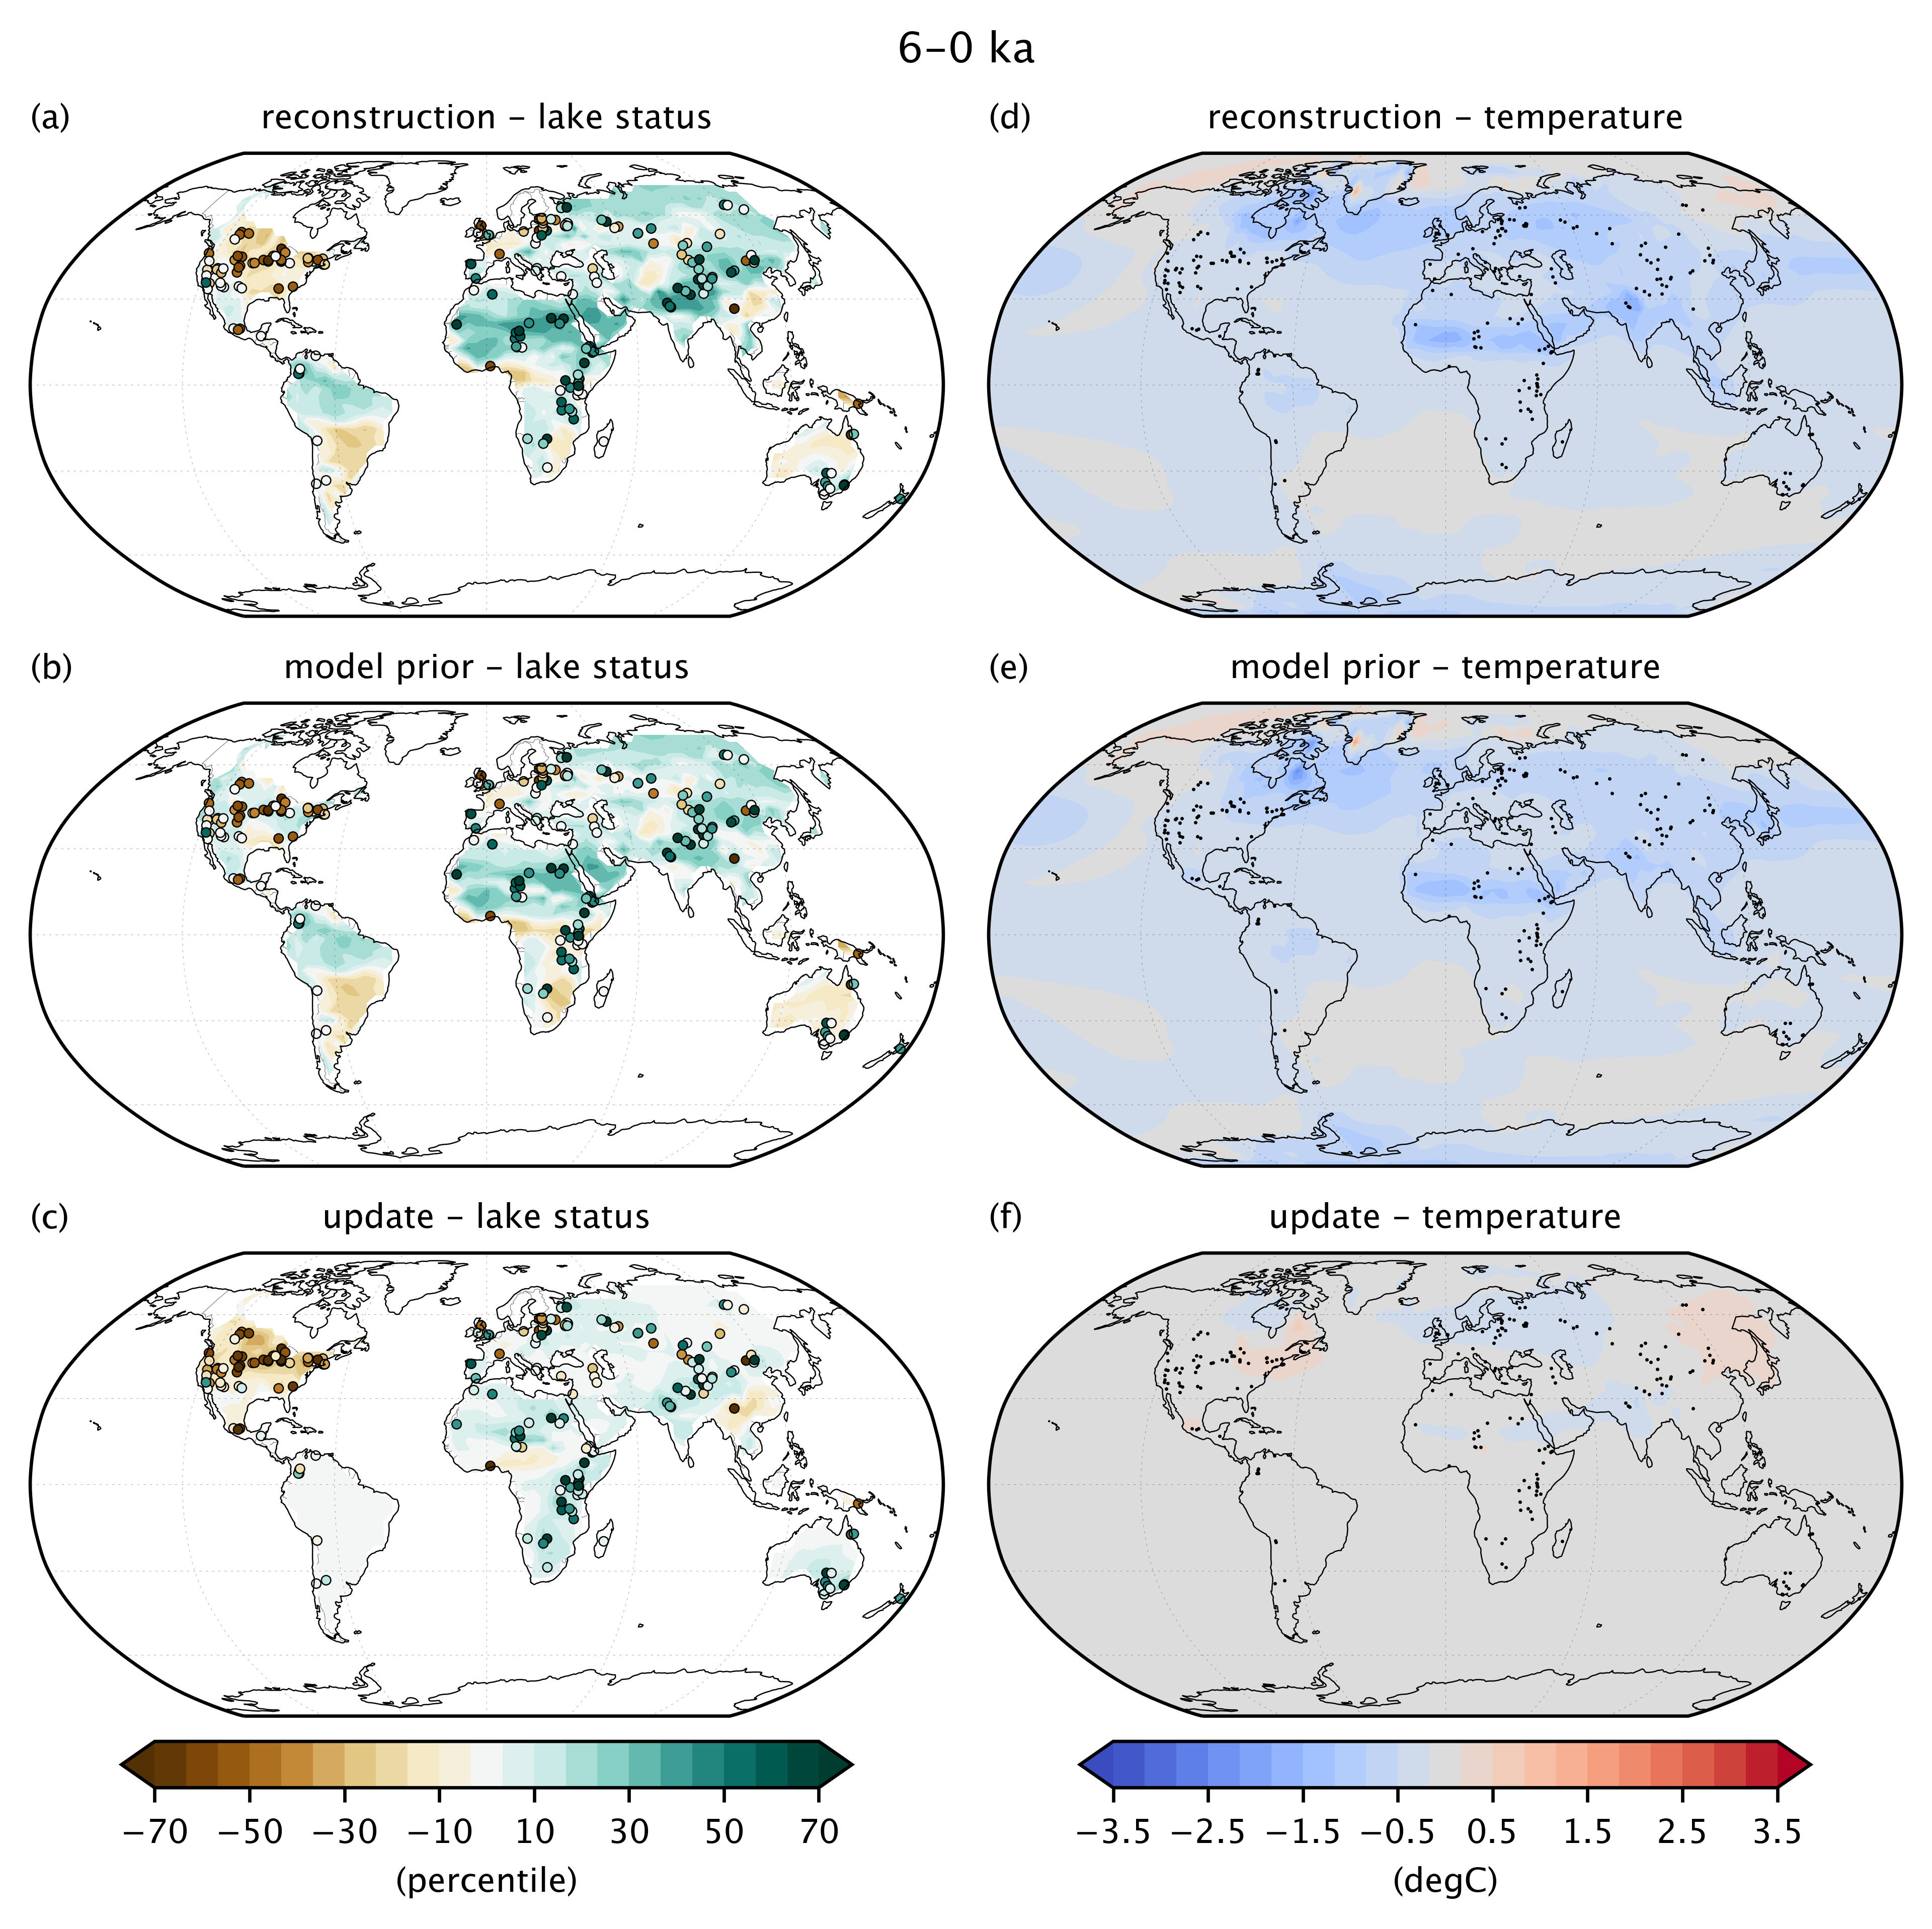 6–0 ka
(a)
reconstruction – lake status
(d)
reconstruction – temperature
(b)
model prior – lake status
(e)
model prior – temperature
(c)
update – lake status
(f)
update – temperature
−70 −50 −30 −10 10 30 50 70
(percentile)
−3.5 −2.5 −1.5 −0.5 0.5 1.5 2.5 3.5
(degC)